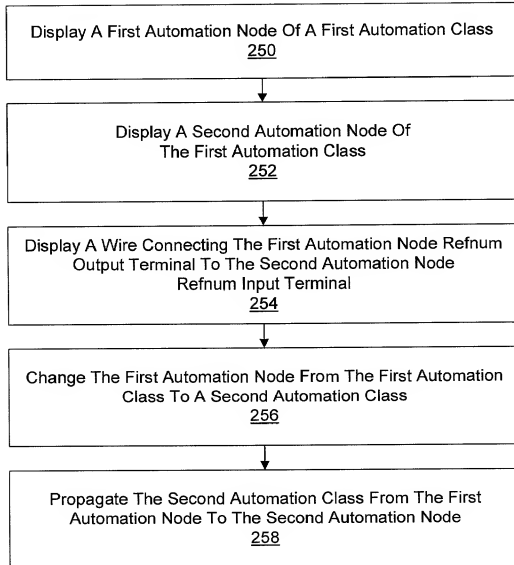 Display A First Automation Node Of A First Automation Class
250
Display A Second Automation Node Of
The First Automation Class
252
Display A Wire Connecting The First Automation Node Refnum
Output Terminal To The Second Automation Node
Refnum Input Terminal
254
Change The First Automation Node From The First Automation
Class To A Second Automation Class
256
Propagate The Second Automation Class From The First
Automation Node To The Second Automation Node
258